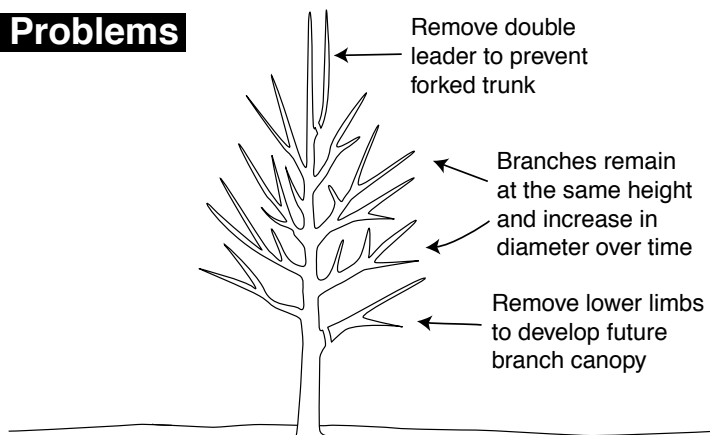 Problems
Remove double
leader to prevent
forked trunk
Branches remain
at the same height
and increase in
diameter over time
Remove lower limbs
to develop future
branch canopy